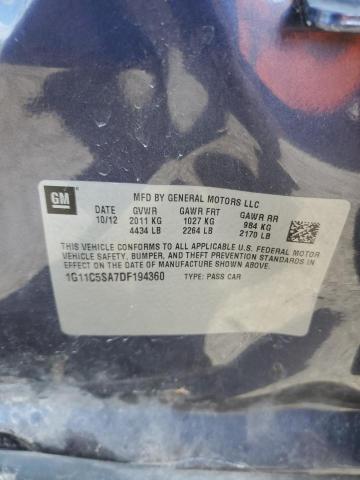 GM
MFD BY GENERAL MOTORS LLC
DATE GVWR GAWR FRT GAWR RR
10/12 2011 KG 1027 KG 984 KG
4434 LB 2264 LB 2170 LB
THIS VEHICLE CONFORMS TO ALL APPLICABLE U.S. FEDERAL MOTOR
VEHICLE SAFETY, BUMPER, AND THEFT PREVENTION STANDARDS
IN EFFECT ON THE DATE OF MANUFACTURE SHOWN ABOVE.
1G11C5SA7DF194360 TYPE: PASS CAR